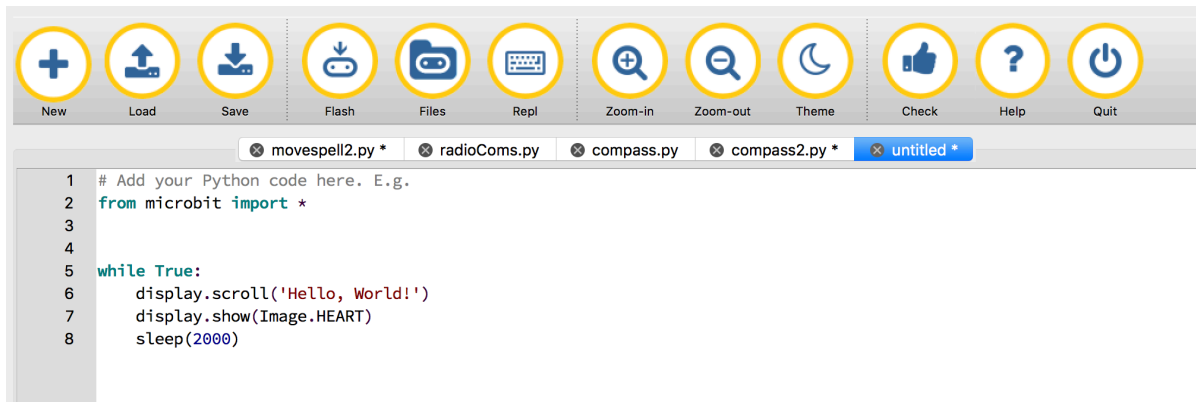 New Load Save Flash Files Repl Zoom-in Zoom-out Theme Check Help Quit
movespell2.py * radioComs.py compass.py compass2.py * untitled *
1 # Add your Python code here. E.g.
2 from microbit import *
3
4
5 while True:
6     display.scroll('Hello, World!')
7     display.show(Image.HEART)
8     sleep(2000)